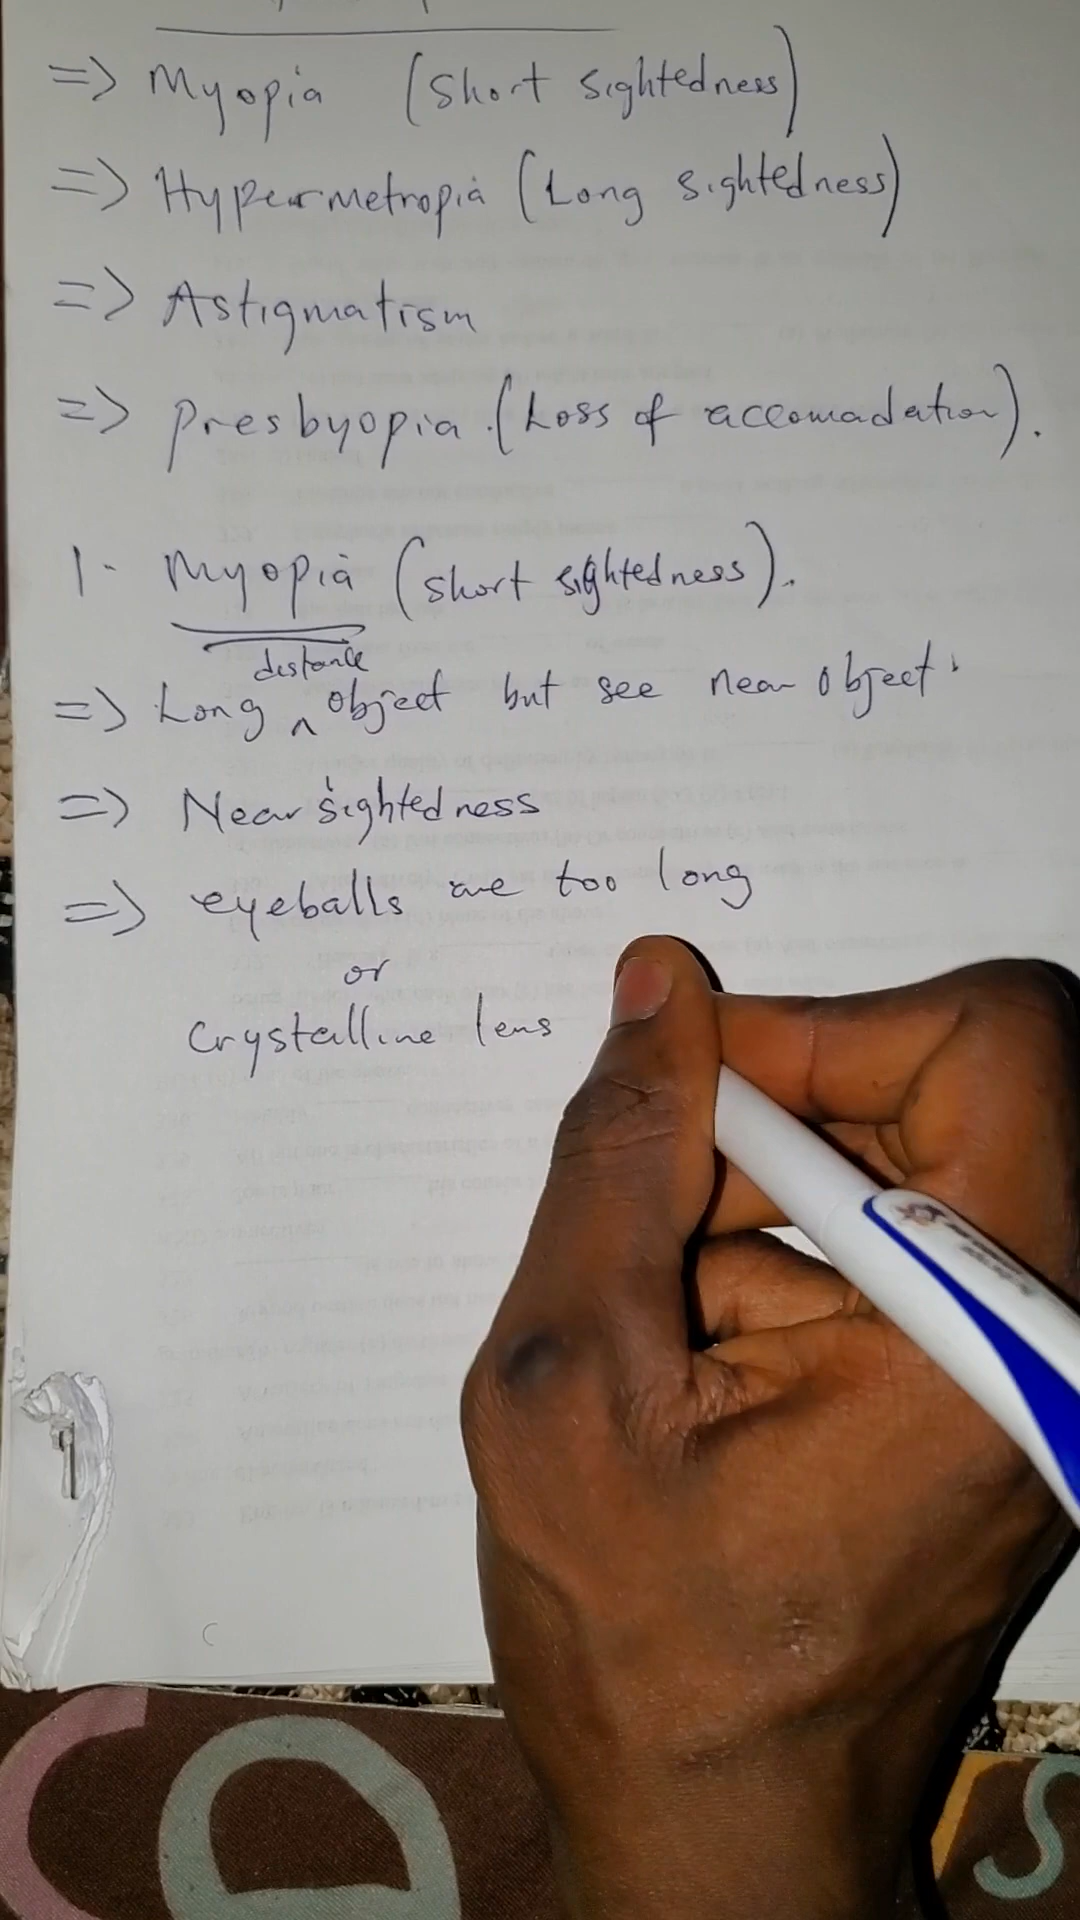 => Myopia (Short sightedness)
=> Hypermetropia (Long sightedness)
=> Astigmatism
=> Presbyopia. (Loss of accomadation).
1. Myopia (short sightedness).
distance
=> Long ^ object but see near object.
=> Near sightedness
=> eyeballs are too long
or
Crystalline lens
C